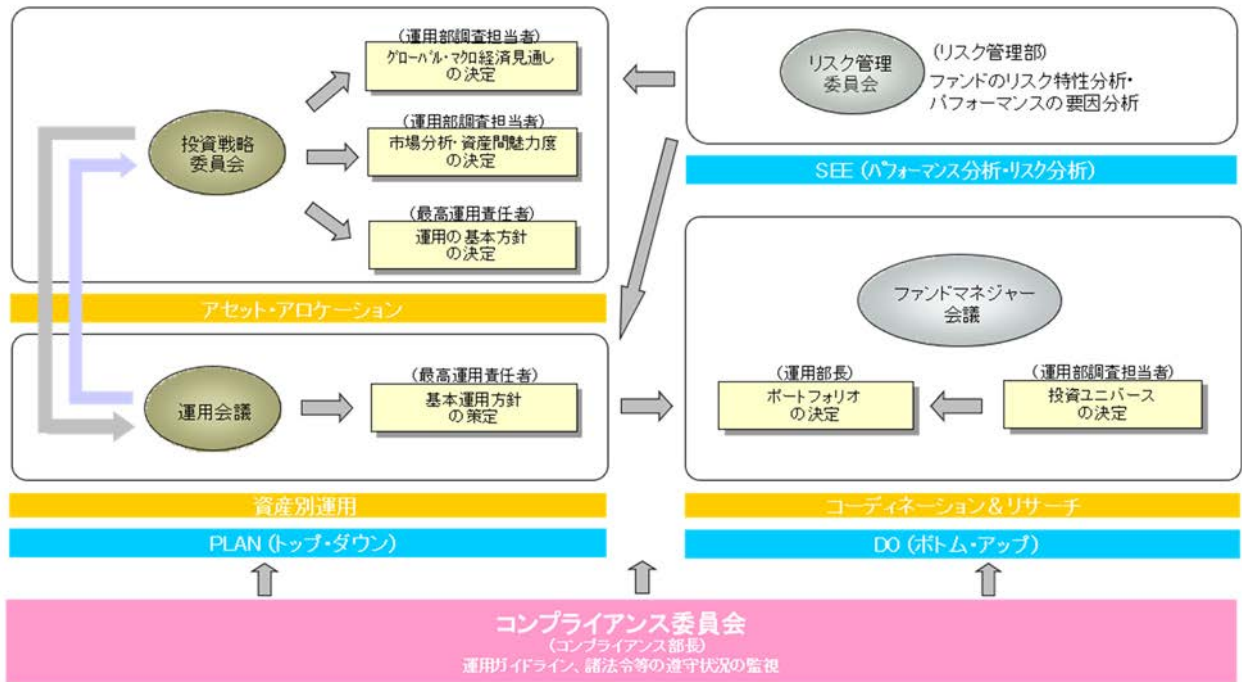 (運用部調査担当者)
グローバル・マクロ経済見通し
の決定
投資戦略
委員会
(運用部調査担当者)
市場分析・資産間魅力度
の決定
(最高運用責任者)
運用の基本方針
の決定
アセット・アロケーション
運用会議
(最高運用責任者)
基本運用方針
の策定
資産別運用
PLAN (トップ・ダウン)
リスク管理
委員会
(リスク管理部)
ファンドのリスク特性分析・
パフォーマンスの要因分析
SEE (パフォーマンス分析・リスク分析)
ファンドマネジャー
会議
(運用部長)
ポートフォリオ
の決定
(運用部調査担当者)
投資ユニバース
の決定
コーディネーション&リサーチ
DO (ボトム・アップ)
コンプライアンス委員会
(コンプライアンス部長)
運用ガイドライン、諸法令等の遵守状況の監視